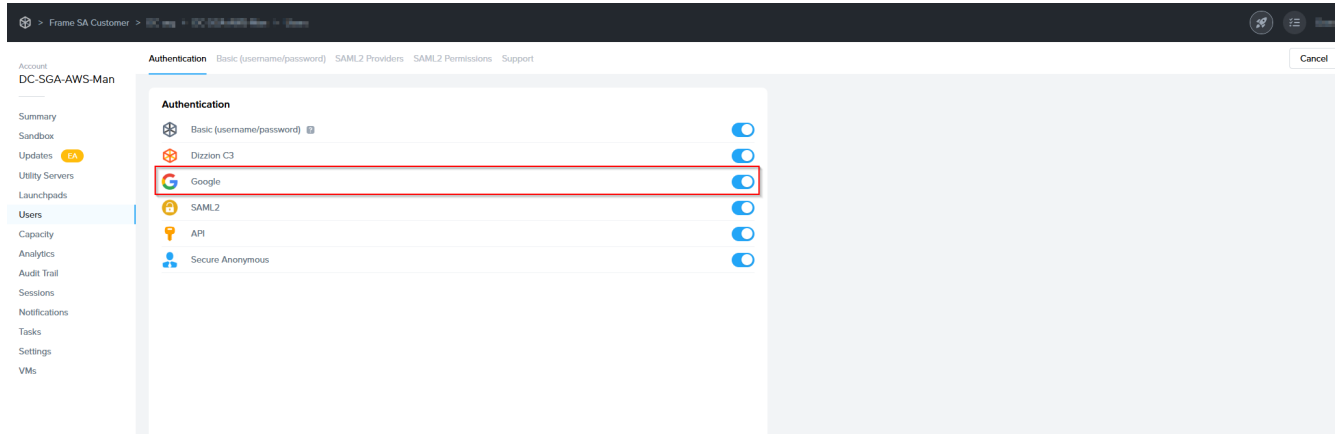 > Frame SA Customer >
Account
DC-SGA-AWS-Man
Summary
Sandbox
Updates EA
Utility Servers
Launchpads
Users
Capacity
Analytics
Audit Trail
Sessions
Notifications
Tasks
Settings
VMs
Authentication Basic (username/password) SAML2 Providers SAML2 Permissions Support
Cancel
Authentication
Basic (username/password) ?
Dizzion C3
Google
SAML2
API
Secure Anonymous